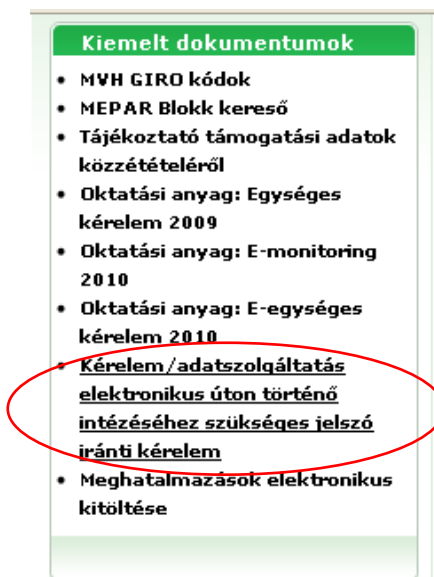 Kiemelt dokumentumok
• MVH GIRO kódok
• MEPAR Blokk kereső
• Tájékoztató támogatási adatok
közzétételéről
• Oktatási anyag: Egységes
kérelem 2009
• Oktatási anyag: E-monitoring
2010
• Oktatási anyag: E-egységes
kérelem 2010
• Kérelem/adatszolgáltatás
elektronikus úton történő
intézéséhez szükséges jelszó
iránti kérelem
• Meghatalmazások elektronikus
kitöltése